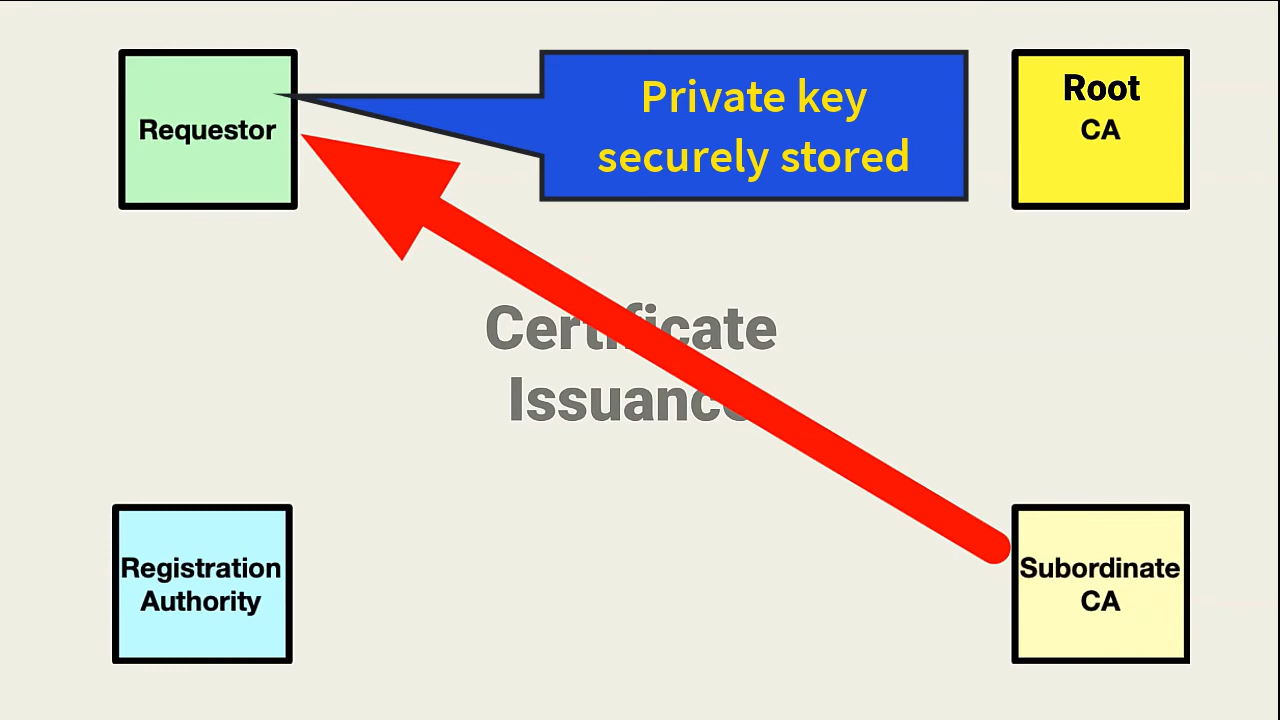 Requestor
Private key
securely stored
Root
CA
Certificate
Issuance
Registration
Authority
Subordinate
CA